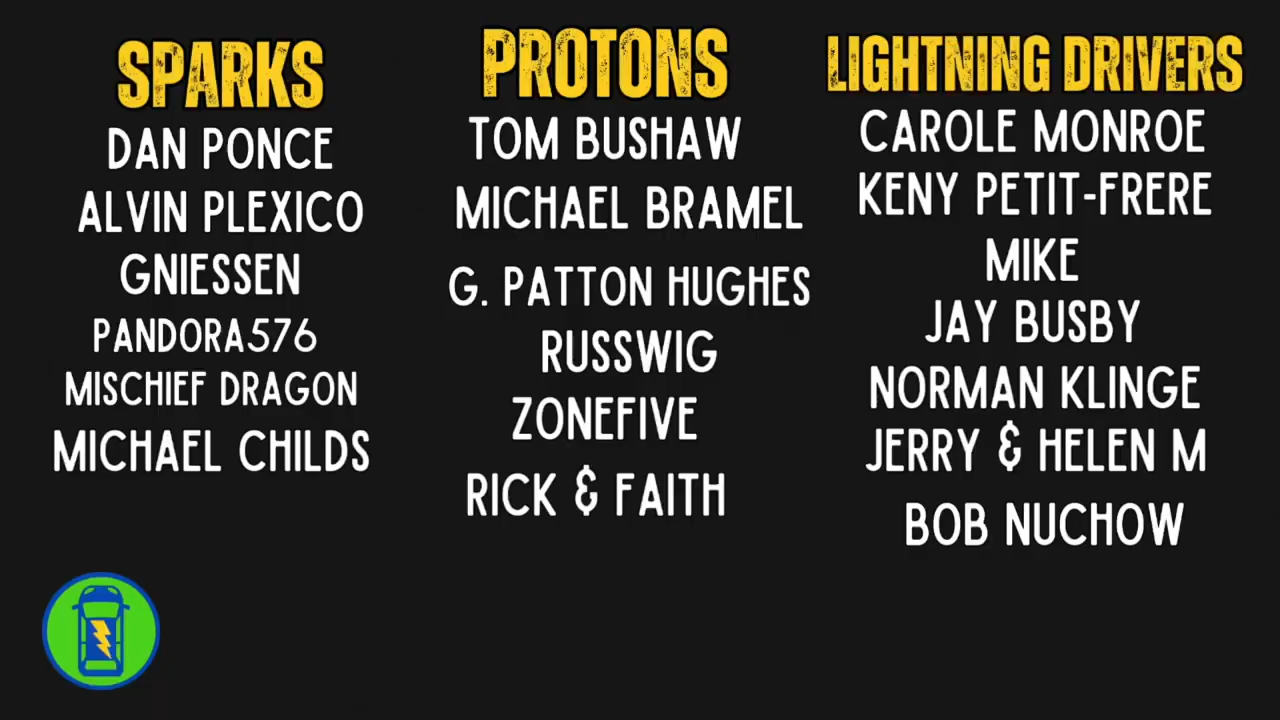 SPARKS
DAN PONCE
ALVIN PLEXICO
GNIESSEN
PANDORA576
MISCHIEF DRAGON
MICHAEL CHILDS
PROTONS
TOM BUSHAW
MICHAEL BRAMEL
G. PATTON HUGHES
RUSSWIG
ZONEFIVE
RICK & FAITH
LIGHTNING DRIVERS
CAROLE MONROE
KENY PETIT-FRERE
MIKE
JAY BUSBY
NORMAN KLINGE
JERRY & HELEN M
BOB NUCHOW